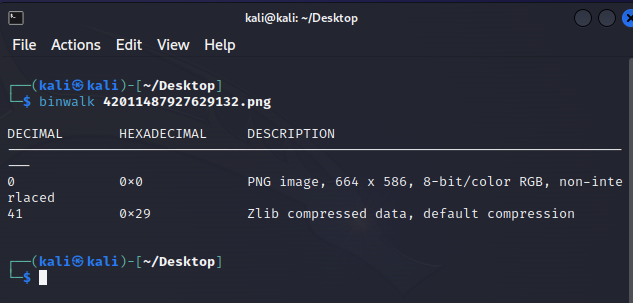 kali@kali: ~/Desktop
File Actions Edit View Help
┌──(kali㉿kali)-[~/Desktop]
└─$ binwalk 42011487927629132.png
DECIMAL HEXADECIMAL DESCRIPTION
--------------------------------------------------------------------------------
0 0x0 PNG image, 664 x 586, 8-bit/color RGB, non-inte
rlaced
41 0x29 Zlib compressed data, default compression
┌──(kali㉿kali)-[~/Desktop]
└─$